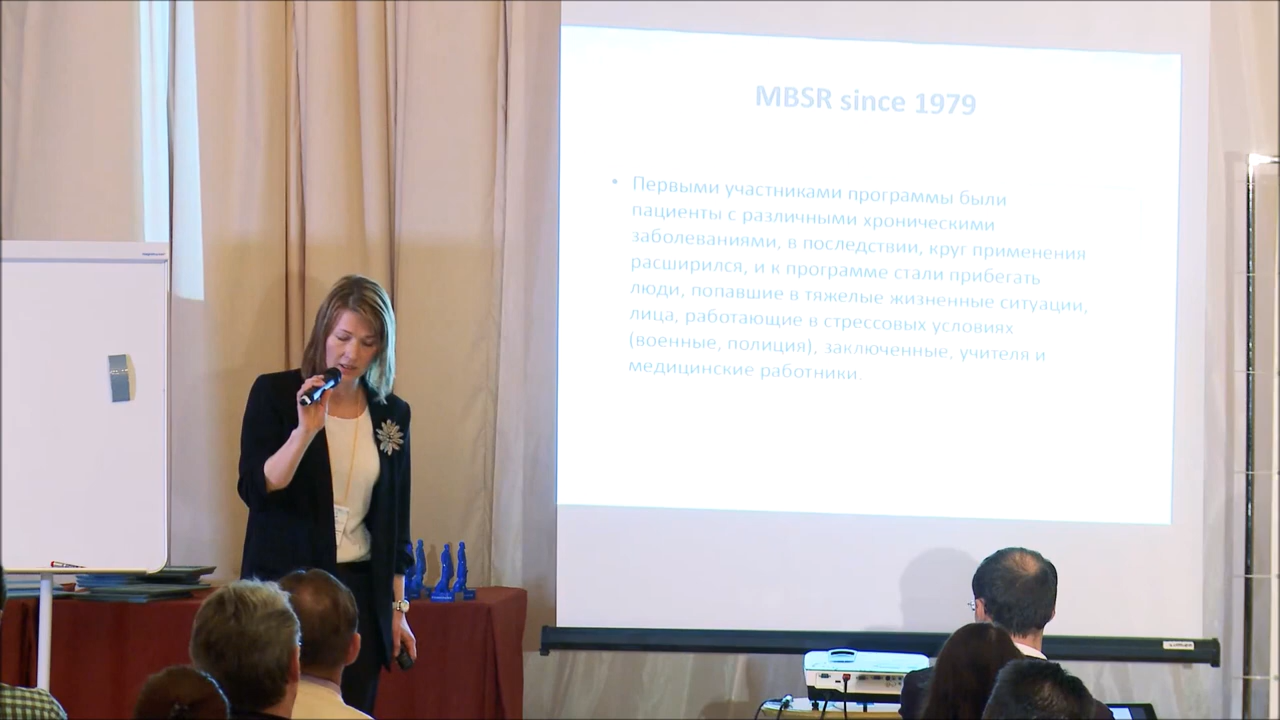 MBSR since 1979
• Первыми участниками программы были
пациенты с различными хроническими
заболеваниями, в последствии, круг применения
расширился, и к программе стали прибегать
люди, попавшие в тяжелые жизненные ситуации,
лица, работающие в стрессовых условиях
(военные, полиция), заключенные, учителя и
медицинские работники.